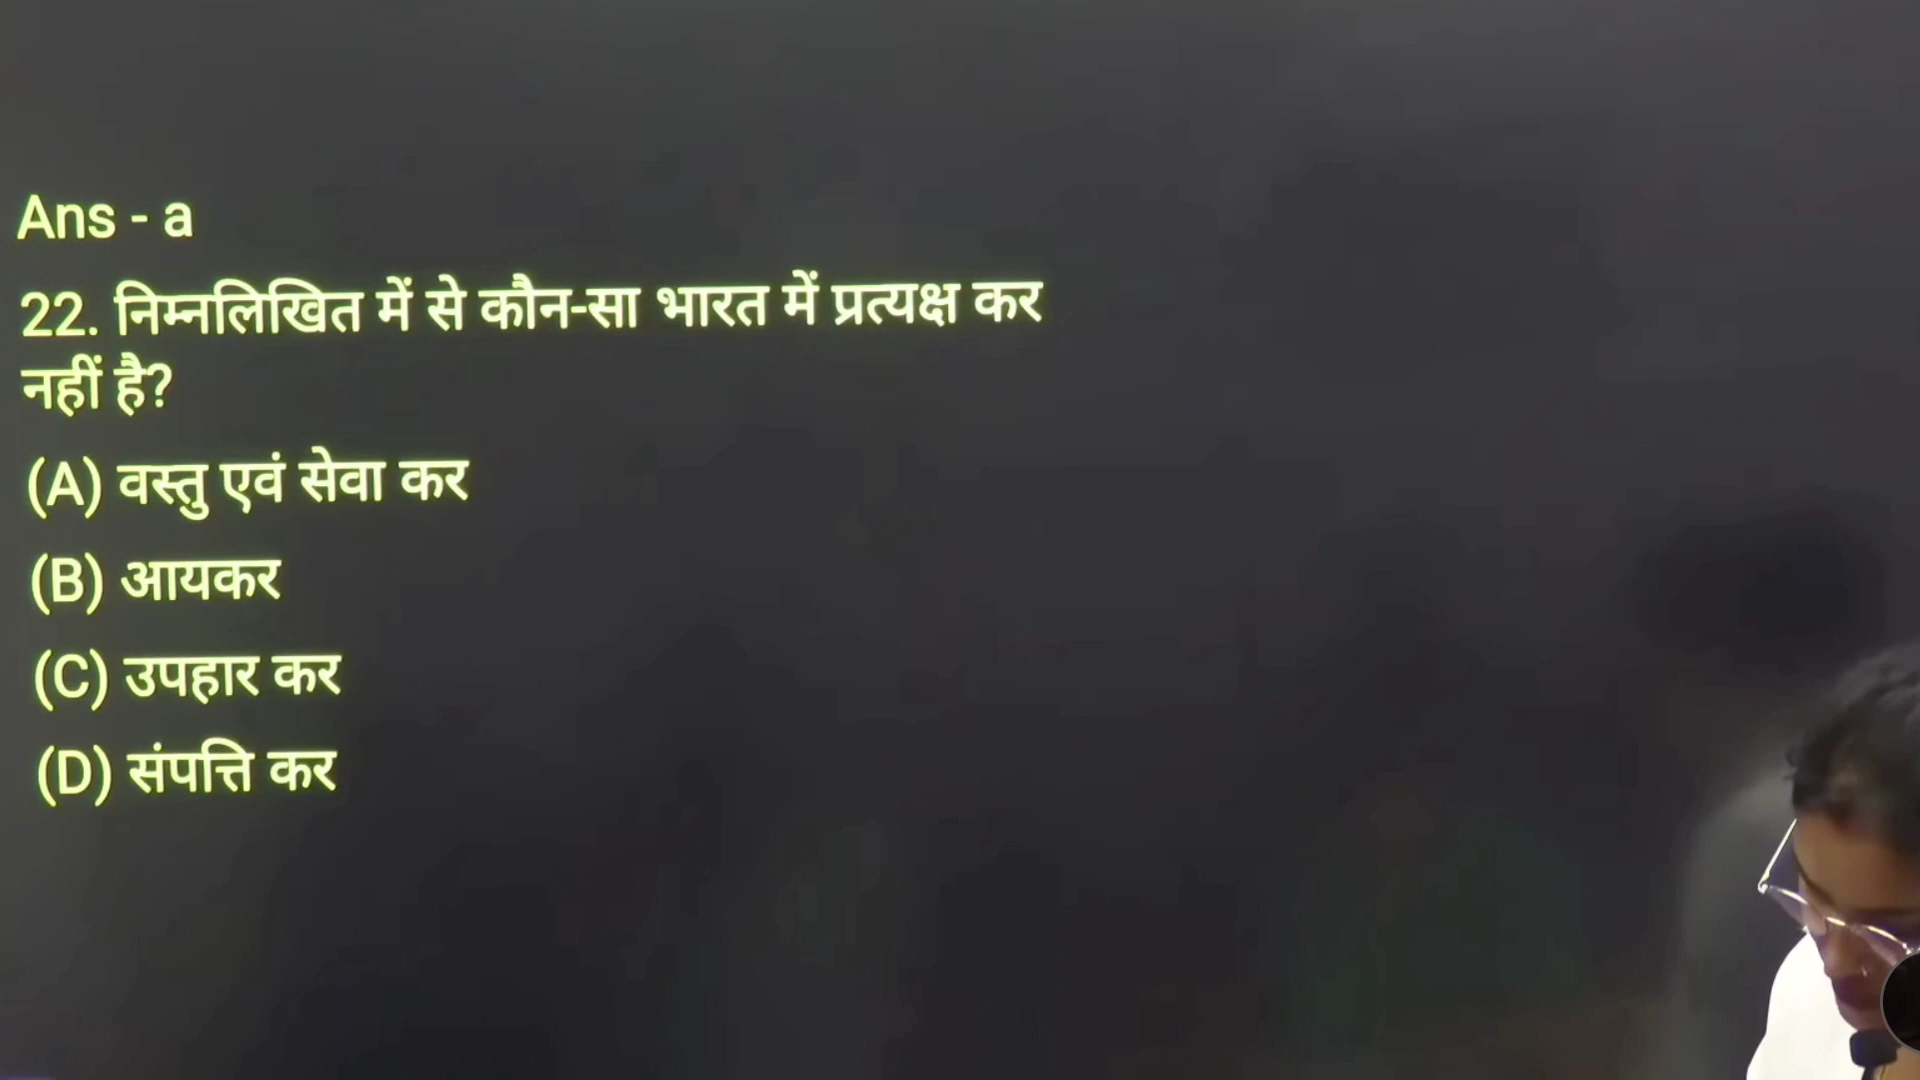 Ans - a
22. निम्नलिखित में से कौन-सा भारत में प्रत्यक्ष कर
नहीं है?
(A) वस्तु एवं सेवा कर
(B) आयकर
(C) उपहार कर
(D) संपत्ति कर